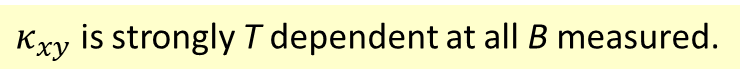 κxy is strongly T dependent at all B measured.